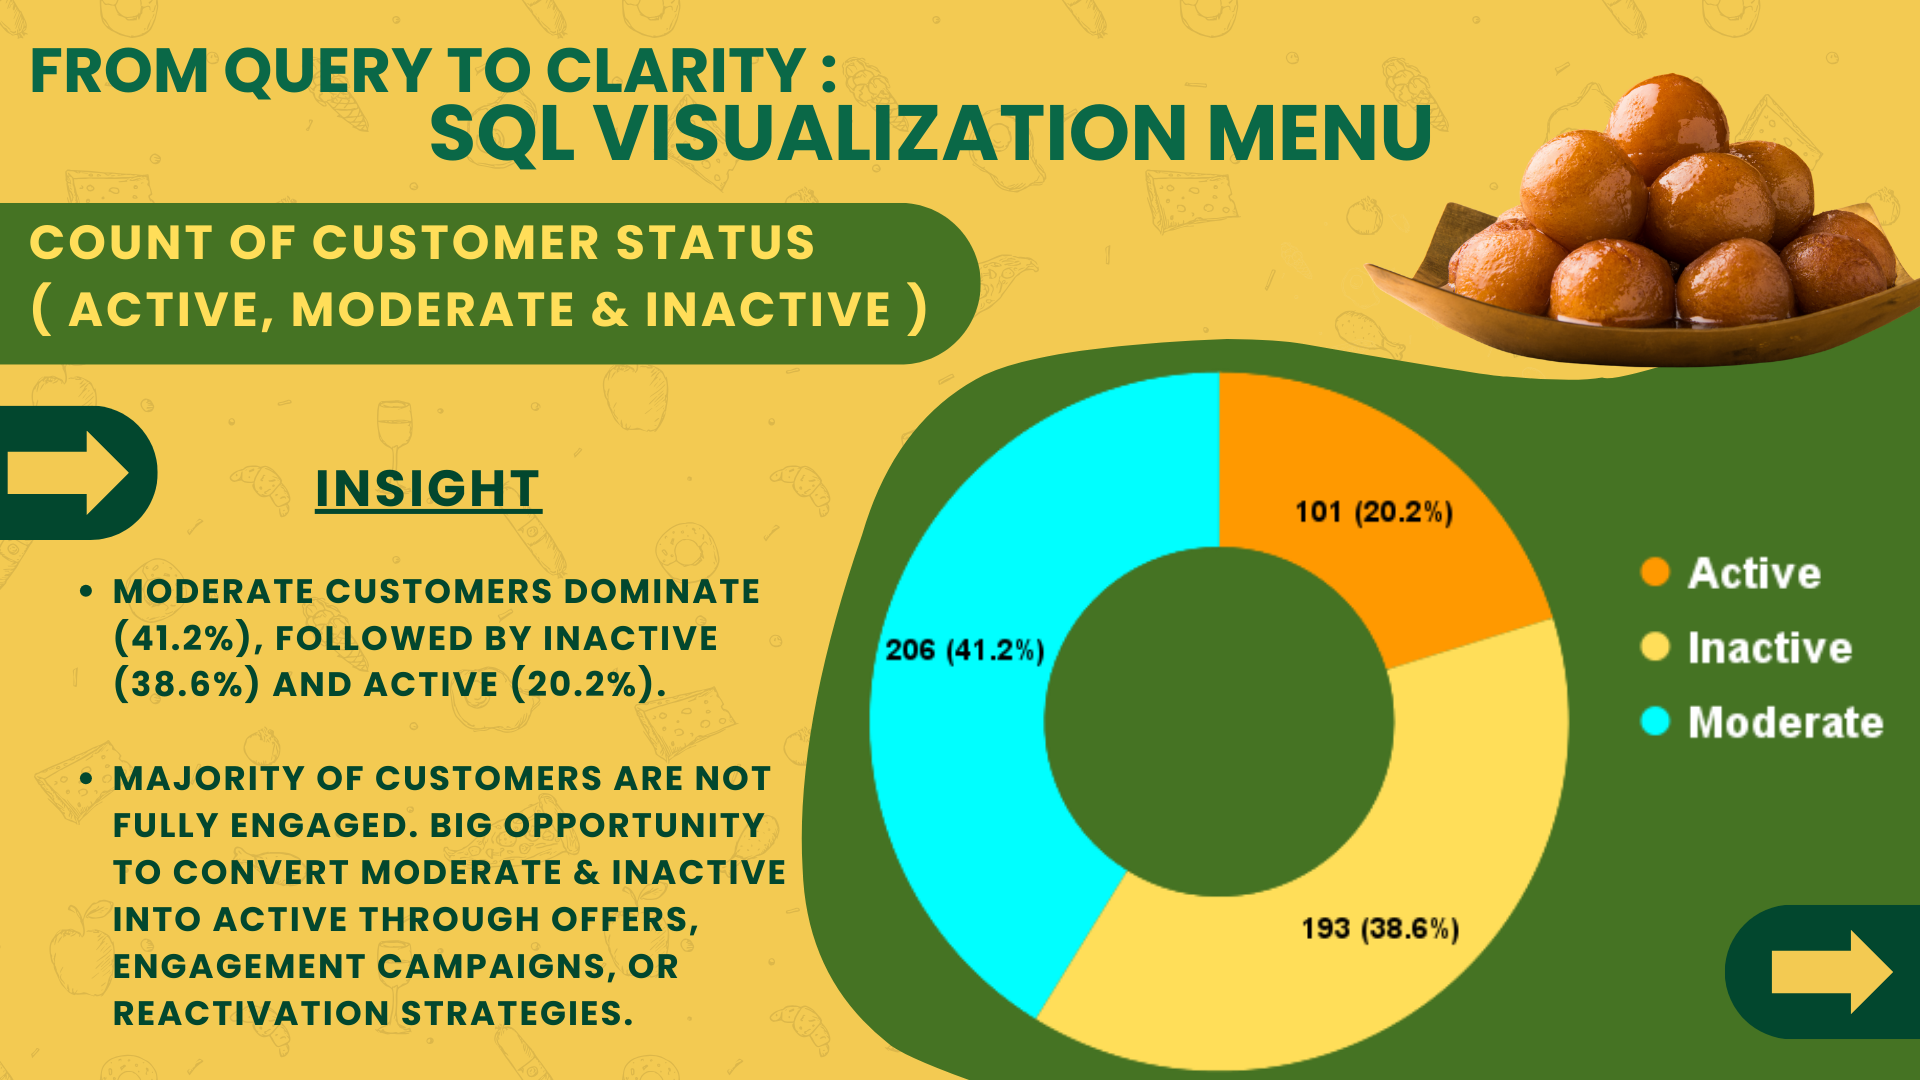 FROM QUERY TO CLARITY :
SQL VISUALIZATION MENU
COUNT OF CUSTOMER STATUS
( ACTIVE, MODERATE & INACTIVE )
INSIGHT
• MODERATE CUSTOMERS DOMINATE
(41.2%), FOLLOWED BY INACTIVE
(38.6%) AND ACTIVE (20.2%).
• MAJORITY OF CUSTOMERS ARE NOT
FULLY ENGAGED. BIG OPPORTUNITY
TO CONVERT MODERATE & INACTIVE
INTO ACTIVE THROUGH OFFERS,
ENGAGEMENT CAMPAIGNS, OR
REACTIVATION STRATEGIES.
101 (20.2%)
206 (41.2%)
193 (38.6%)
Active
Inactive
Moderate